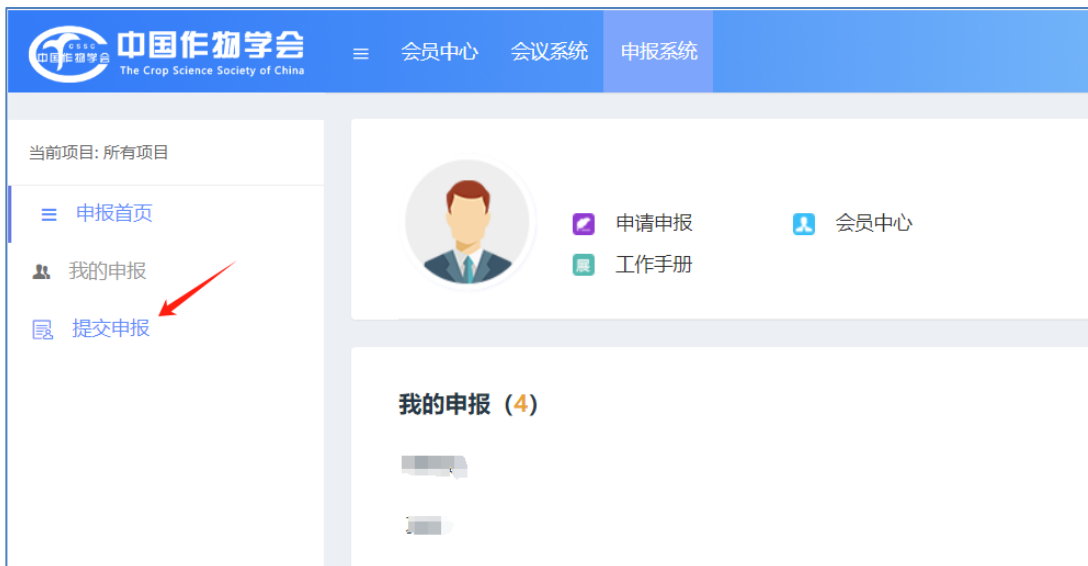 CSSC
中国作物学会
中国作物学会
The Crop Science Society of China
会员中心 会议系统 申报系统
当前项目: 所有项目
申报首页
我的申报
提交申报
申请申报 会员中心
展 工作手册
我的申报（4）